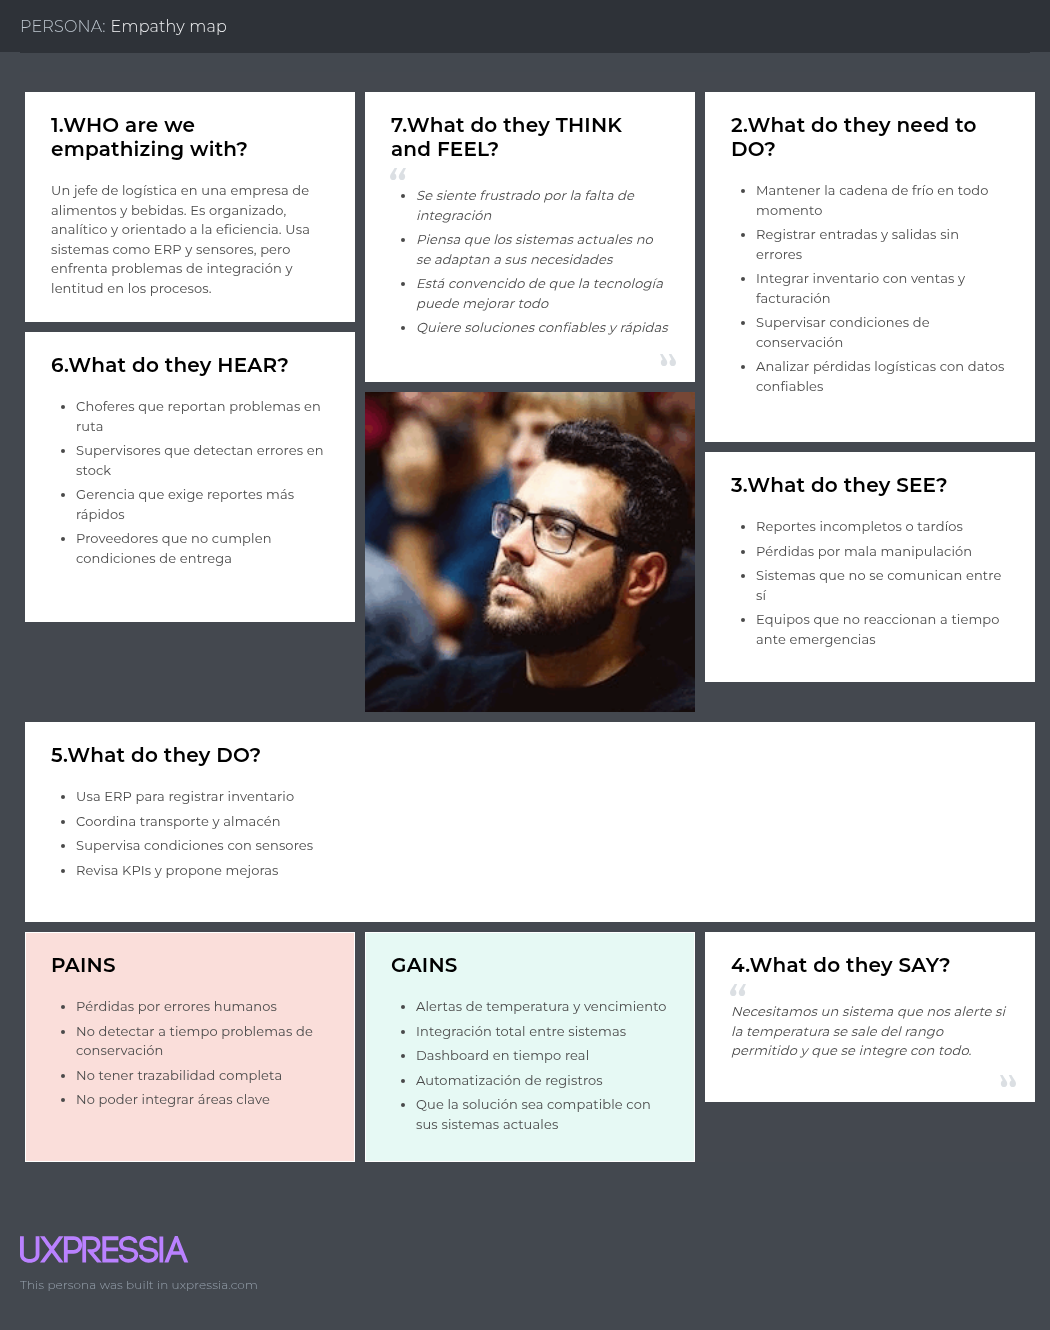 PERSONA: Empathy map
1.WHO are we
empathizing with?
Un jefe de logística en una empresa de
alimentos y bebidas. Es organizado,
analítico y orientado a la eficiencia. Usa
sistemas como ERP y sensores, pero
enfrenta problemas de integración y
lentitud en los procesos.
7.What do they THINK
and FEEL?
“
• Se siente frustrado por la falta de
integración
• Piensa que los sistemas actuales no
se adaptan a sus necesidades
• Está convencido de que la tecnología
puede mejorar todo
• Quiere soluciones confiables y rápidas
”
2.What do they need to
DO?
• Mantener la cadena de frío en todo
momento
• Registrar entradas y salidas sin
errores
• Integrar inventario con ventas y
facturación
• Supervisar condiciones de
conservación
• Analizar pérdidas logísticas con datos
confiables
6.What do they HEAR?
• Choferes que reportan problemas en
ruta
• Supervisores que detectan errores en
stock
• Gerencia que exige reportes más
rápidos
• Proveedores que no cumplen
condiciones de entrega
3.What do they SEE?
• Reportes incompletos o tardíos
• Pérdidas por mala manipulación
• Sistemas que no se comunican entre
sí
• Equipos que no reaccionan a tiempo
ante emergencias
5.What do they DO?
• Usa ERP para registrar inventario
• Coordina transporte y almacén
• Supervisa condiciones con sensores
• Revisa KPIs y propone mejoras
PAINS
• Pérdidas por errores humanos
• No detectar a tiempo problemas de
conservación
• No tener trazabilidad completa
• No poder integrar áreas clave
GAINS
• Alertas de temperatura y vencimiento
• Integración total entre sistemas
• Dashboard en tiempo real
• Automatización de registros
• Que la solución sea compatible con
sus sistemas actuales
4.What do they SAY?
“
Necesitamos un sistema que nos alerte si
la temperatura se sale del rango
permitido y que se integre con todo.
”
UXPRESSIA
This persona was built in uxpressia.com